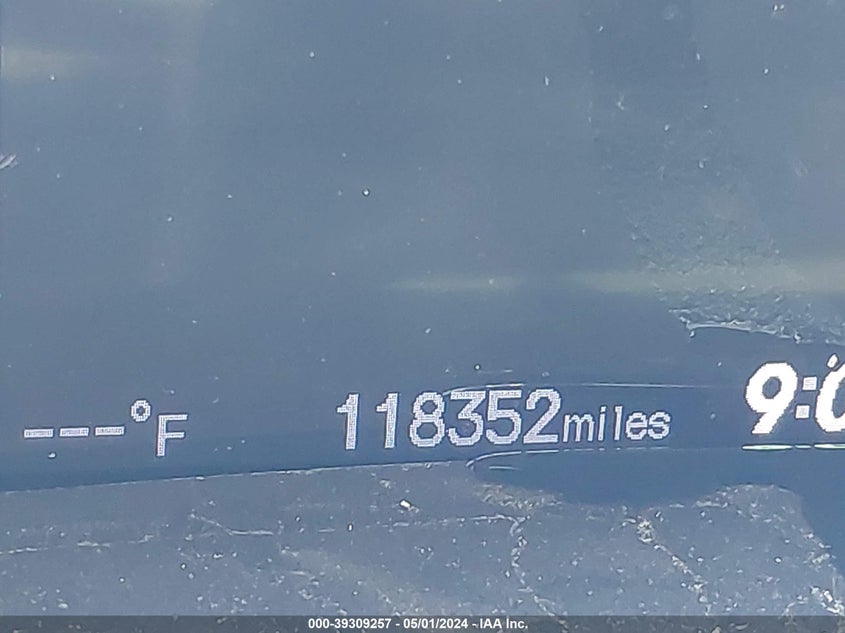 ---°F 118352miles 9:0
000-39309257 - 05/01/2024 - IAA Inc.